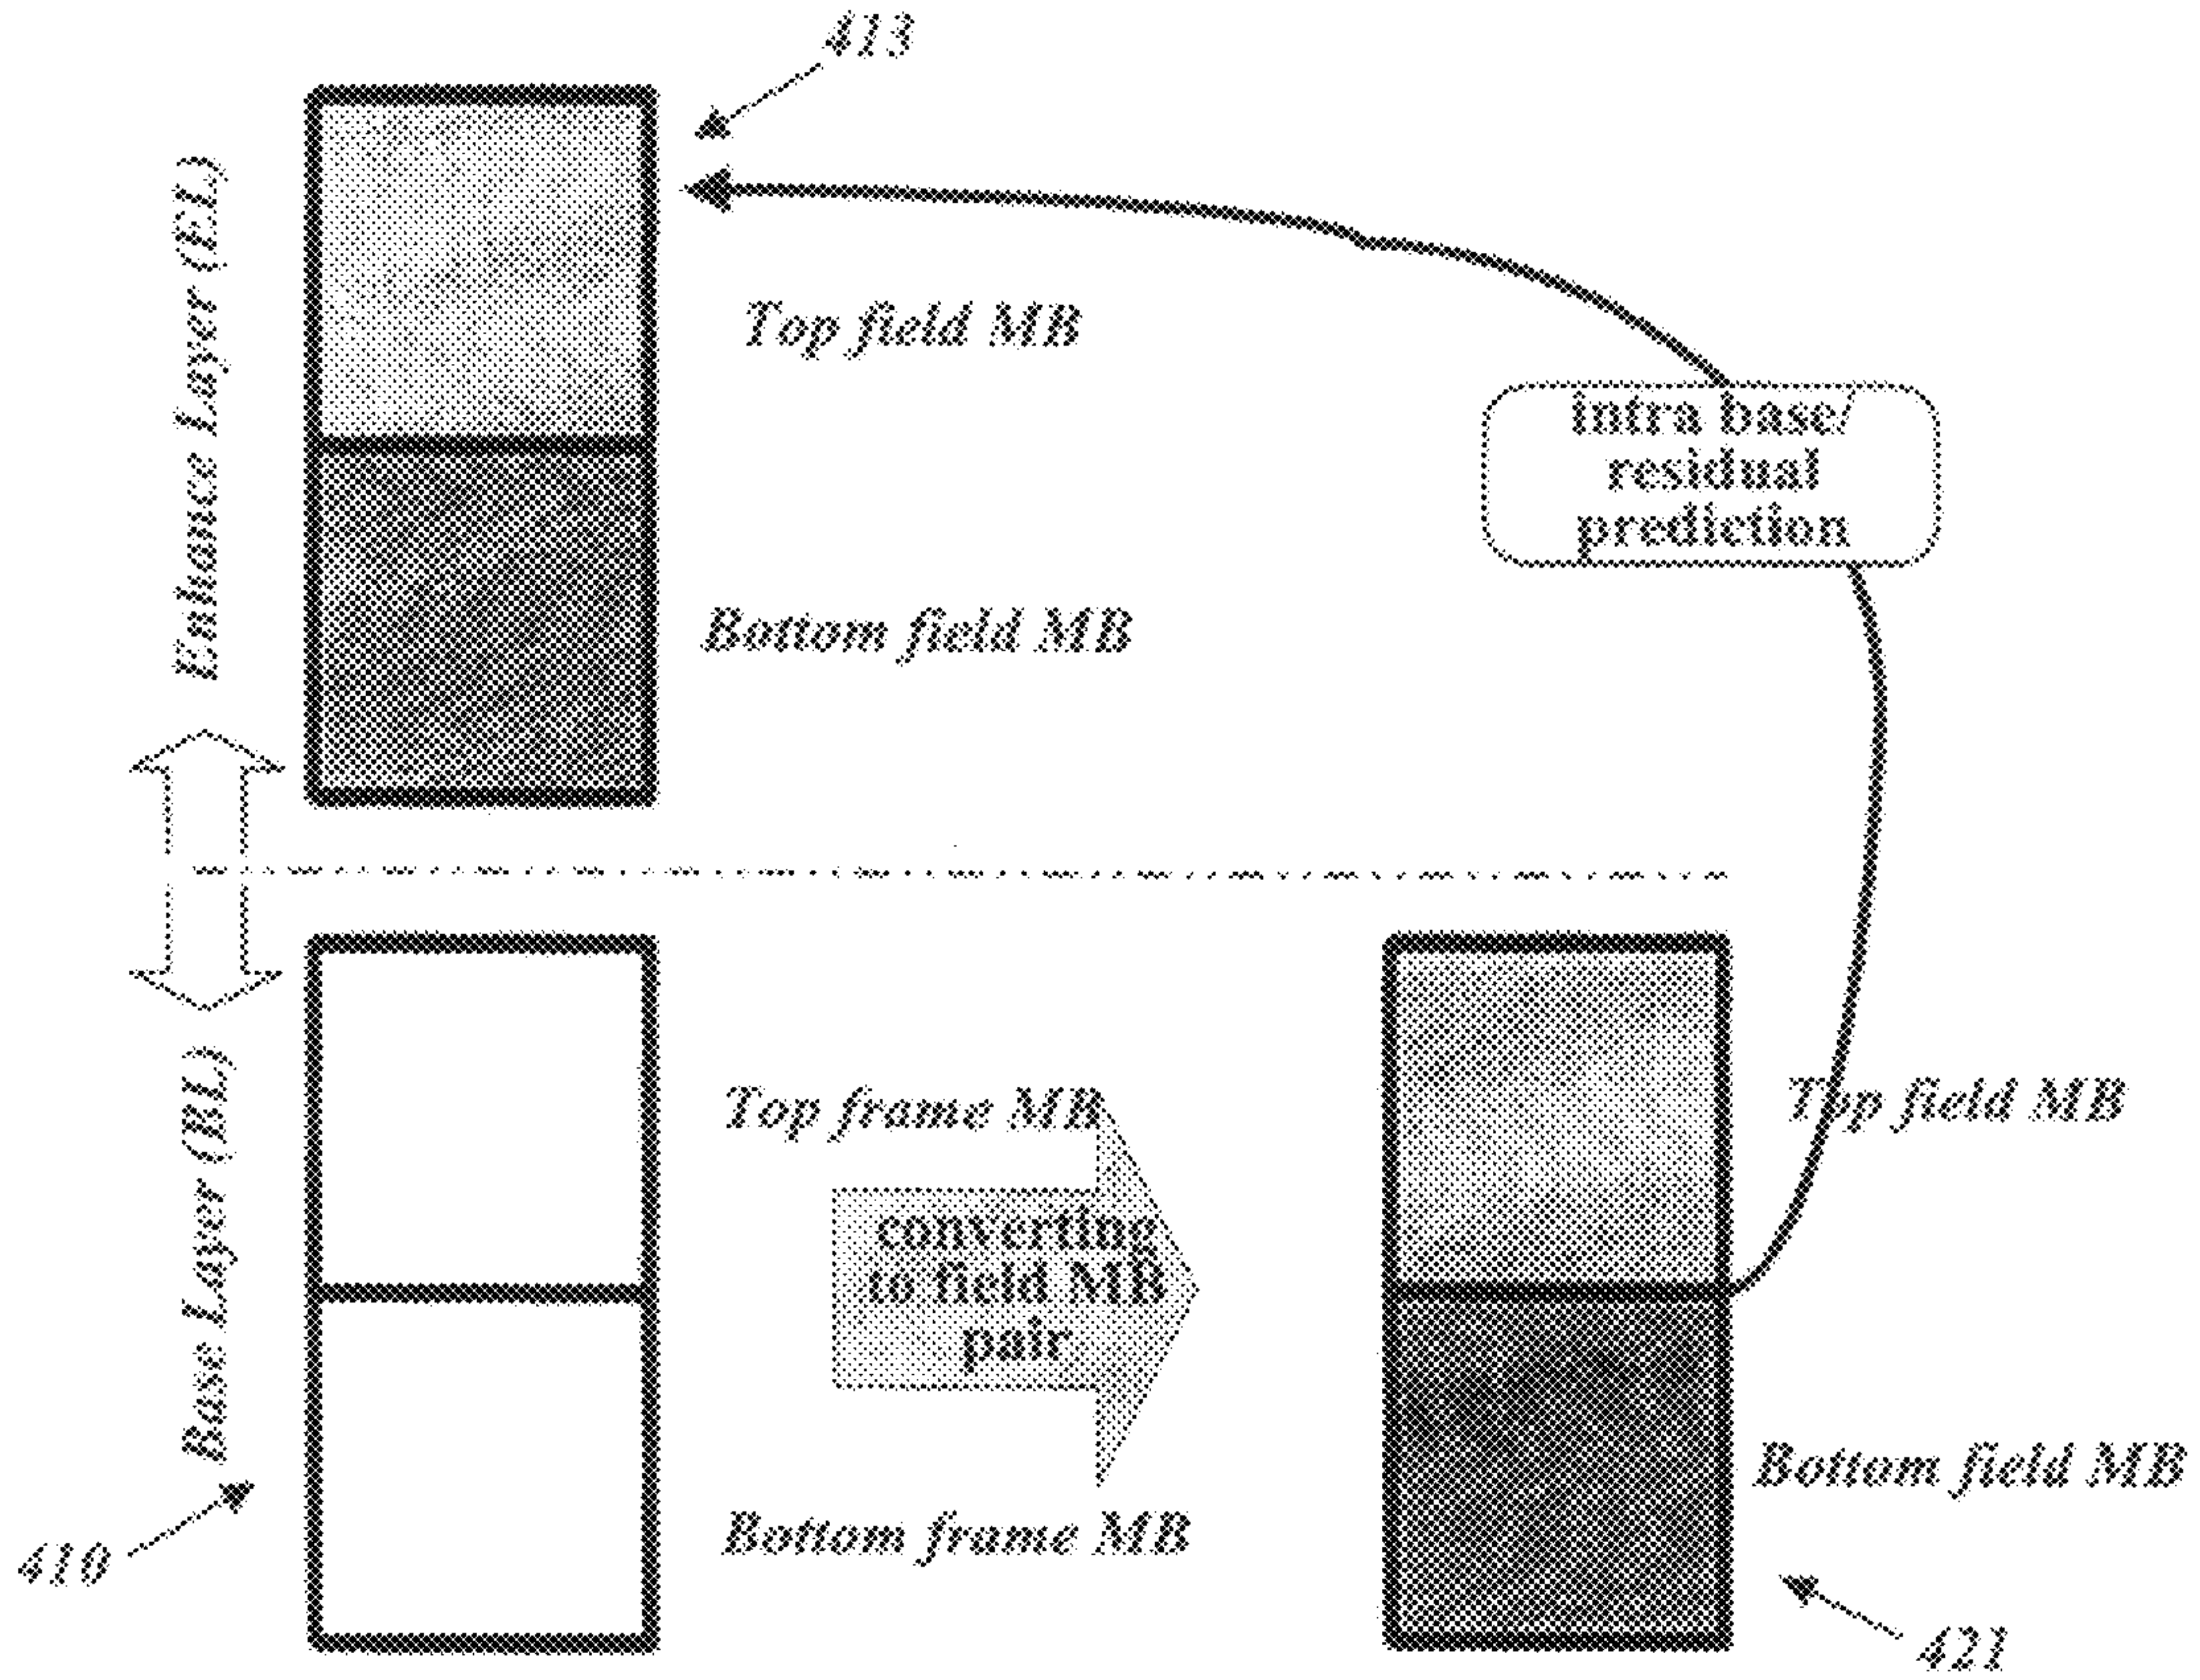 413
Enhance Layer (EL)
Top field MB
intra base/
residual
prediction
Bottom field MB
Base Layer (BL)
Top frame MB
Top field MB
converting
to field MB
pair
Bottom field MB
Bottom frame MB
410
421